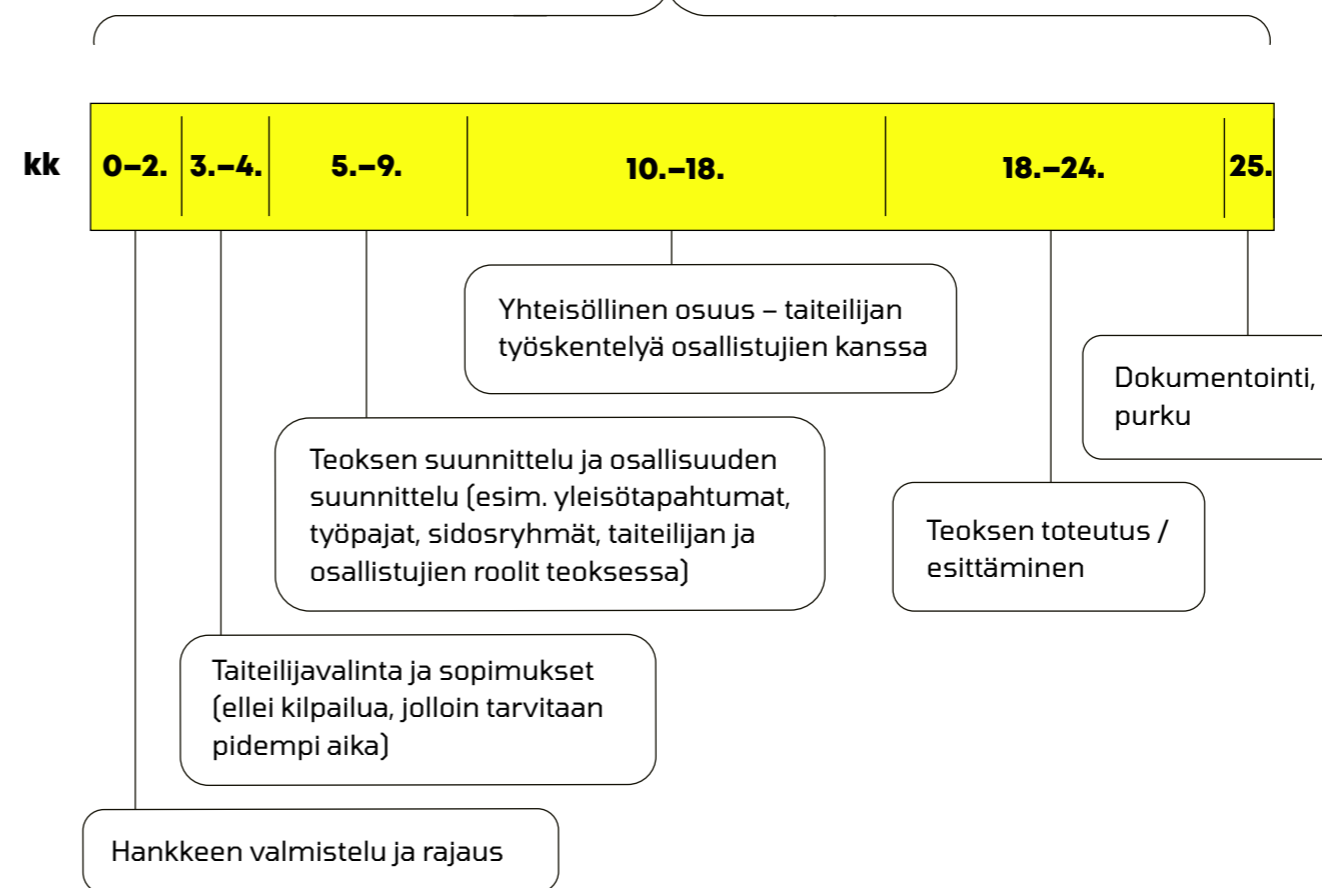 kk 0–2. 3.–4. 5.–9. 10.–18. 18.–24. 25.
Yhteisöllinen osuus – taiteilijan
työskentelyä osallistujien kanssa
Dokumentointi,
purku
Teoksen suunnittelu ja osallisuuden
suunnittelu (esim. yleisötapahtumat,
työpajat, sidosryhmät, taiteilijan ja
osallistujien roolit teoksessa)
Teoksen toteutus /
esittäminen
Taiteilijavalinta ja sopimukset
(ellei kilpailua, jolloin tarvitaan
pidempi aika)
Hankkeen valmistelu ja rajaus